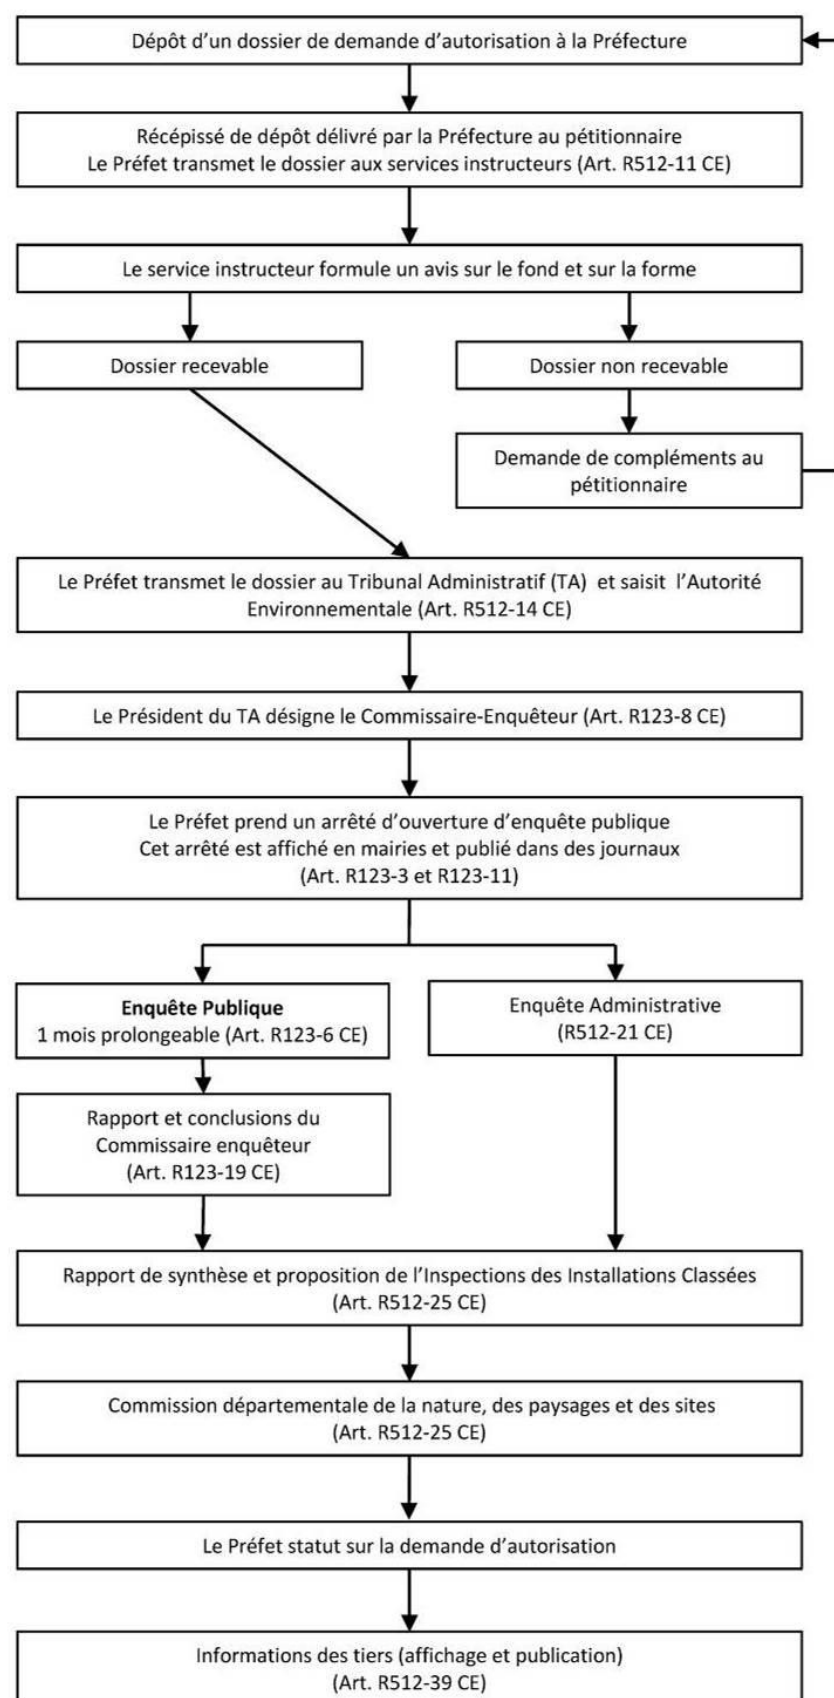 Dépôt d’un dossier de demande d’autorisation à la Préfecture
Récépissé de dépôt délivré par la Préfecture au pétitionnaire
Le Préfet transmet le dossier aux services instructeurs (Art. R512-11 CE)
Le service instructeur formule un avis sur le fond et sur la forme
Dossier recevable
Dossier non recevable
Demande de compléments au
pétitionnaire
Le Préfet transmet le dossier au Tribunal Administratif (TA) et saisit l’Autorité
Environnementale (Art. R512-14 CE)
Le Président du TA désigne le Commissaire-Enquêteur (Art. R123-8 CE)
Le Préfet prend un arrêté d’ouverture d’enquête publique
Cet arrêté est affiché en mairies et publié dans des journaux
(Art. R123-3 et R123-11)
Enquête Publique
1 mois prolongeable (Art. R123-6 CE)
Enquête Administrative
(R512-21 CE)
Rapport et conclusions du
Commissaire enquêteur
(Art. R123-19 CE)
Rapport de synthèse et proposition de l’Inspections des Installations Classées
(Art. R512-25 CE)
Commission départementale de la nature, des paysages et des sites
(Art. R512-25 CE)
Le Préfet statut sur la demande d’autorisation
Informations des tiers (affichage et publication)
(Art. R512-39 CE)